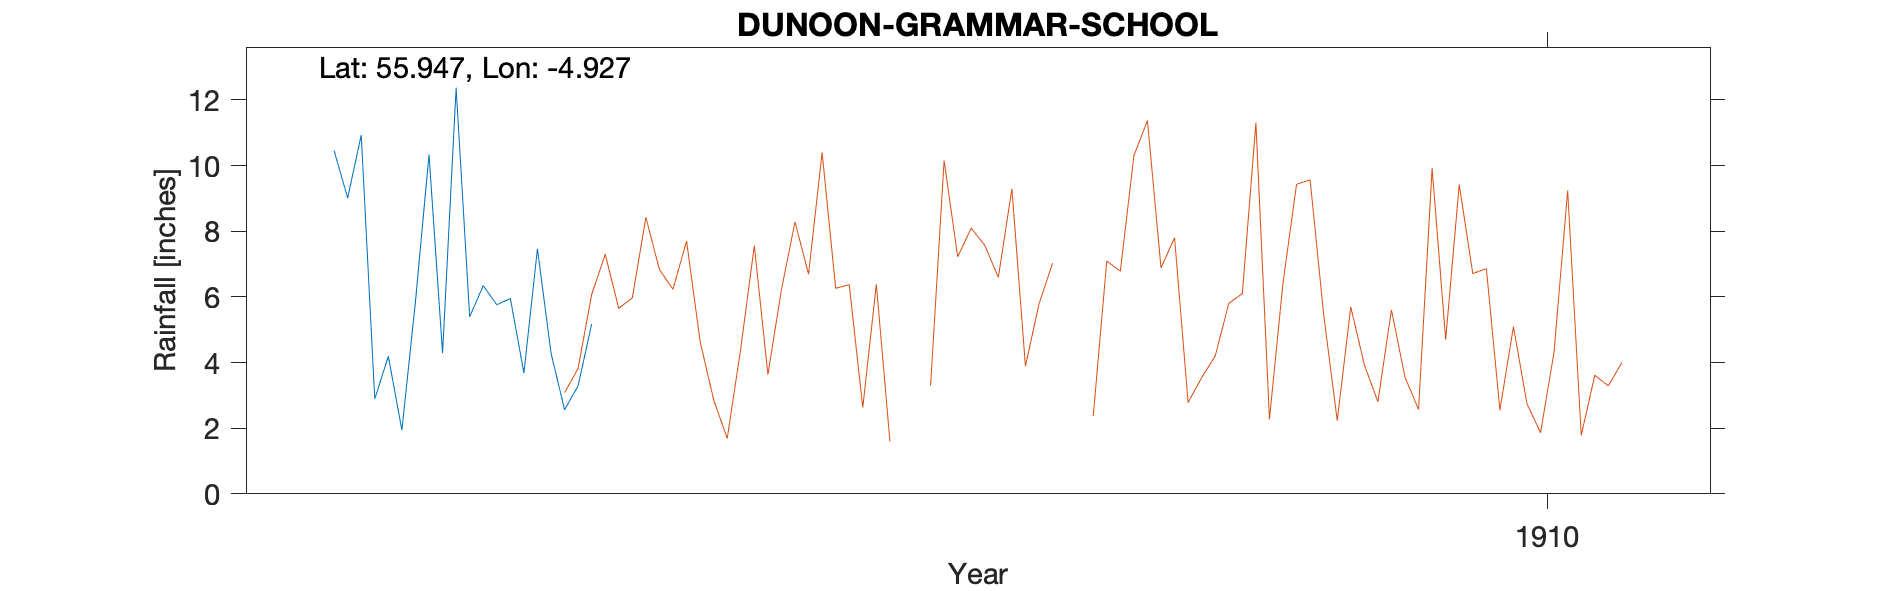 DUNOON-GRAMMAR-SCHOOL
Lat: 55.947, Lon: -4.927
12
10
8
6
4
2
0
Rainfall [inches]
1910
Year